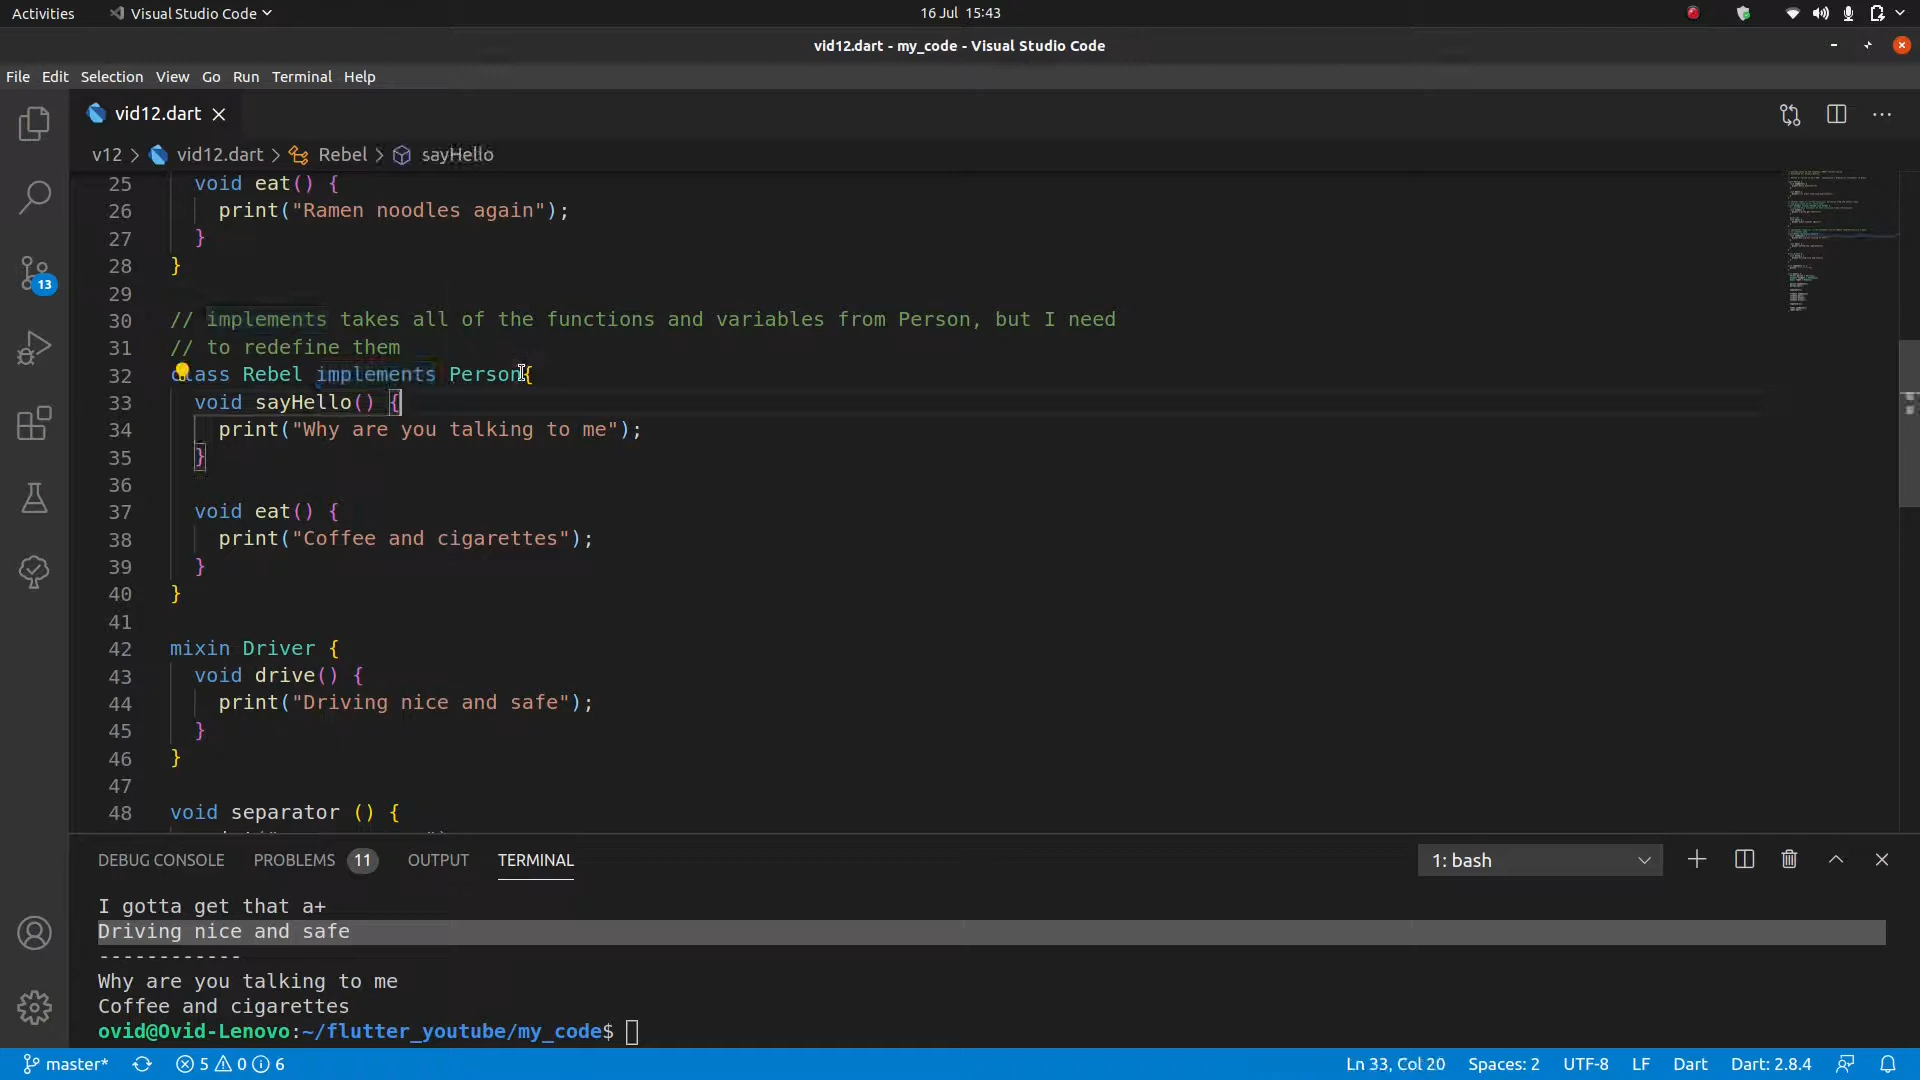 Activities
Visual Studio Code
16 Jul 15:43
vid12.dart - my_code - Visual Studio Code
File Edit Selection View Go Run Terminal Help
vid12.dart
v12 > vid12.dart > Rebel > sayHello
25 void eat() {
26 print("Ramen noodles again");
27 }
28 }
29
30 // implements takes all of the functions and variables from Person, but I need
31 // to redefine them
32 class Rebel implements Person{
33 void sayHello() {
34 print("Why are you talking to me");
35 }
36
37 void eat() {
38 print("Coffee and cigarettes");
39 }
40 }
41
42 mixin Driver {
43 void drive() {
44 print("Driving nice and safe");
45 }
46 }
47
48 void separator () {
13
DEBUG CONSOLE PROBLEMS 11 OUTPUT TERMINAL
1: bash
I gotta get that a+
Driving nice and safe
------------
Why are you talking to me
Coffee and cigarettes
ovid@Ovid-Lenovo:~/flutter_youtube/my_code$
master* 5 0 6
Ln 33, Col 20 Spaces: 2 UTF-8 LF Dart Dart: 2.8.4